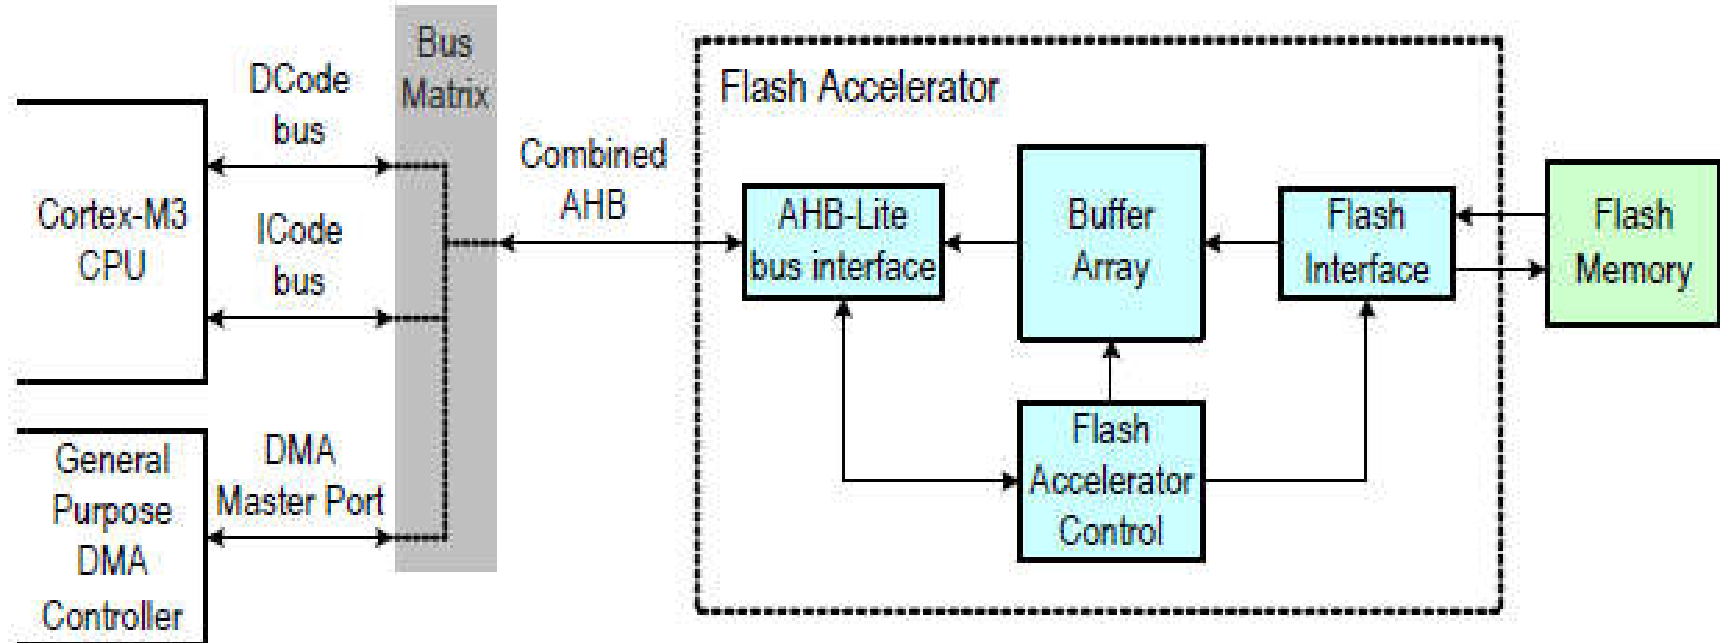 Bus
Matrix
DCode
bus
Flash Accelerator
Cortex-M3
CPU
ICode
bus
Combined
AHB
AHB-Lite
bus interface
Buffer
Array
Flash
Interface
Flash
Memory
General
Purpose
DMA
Controller
DMA
Master Port
Flash
Accelerator
Control